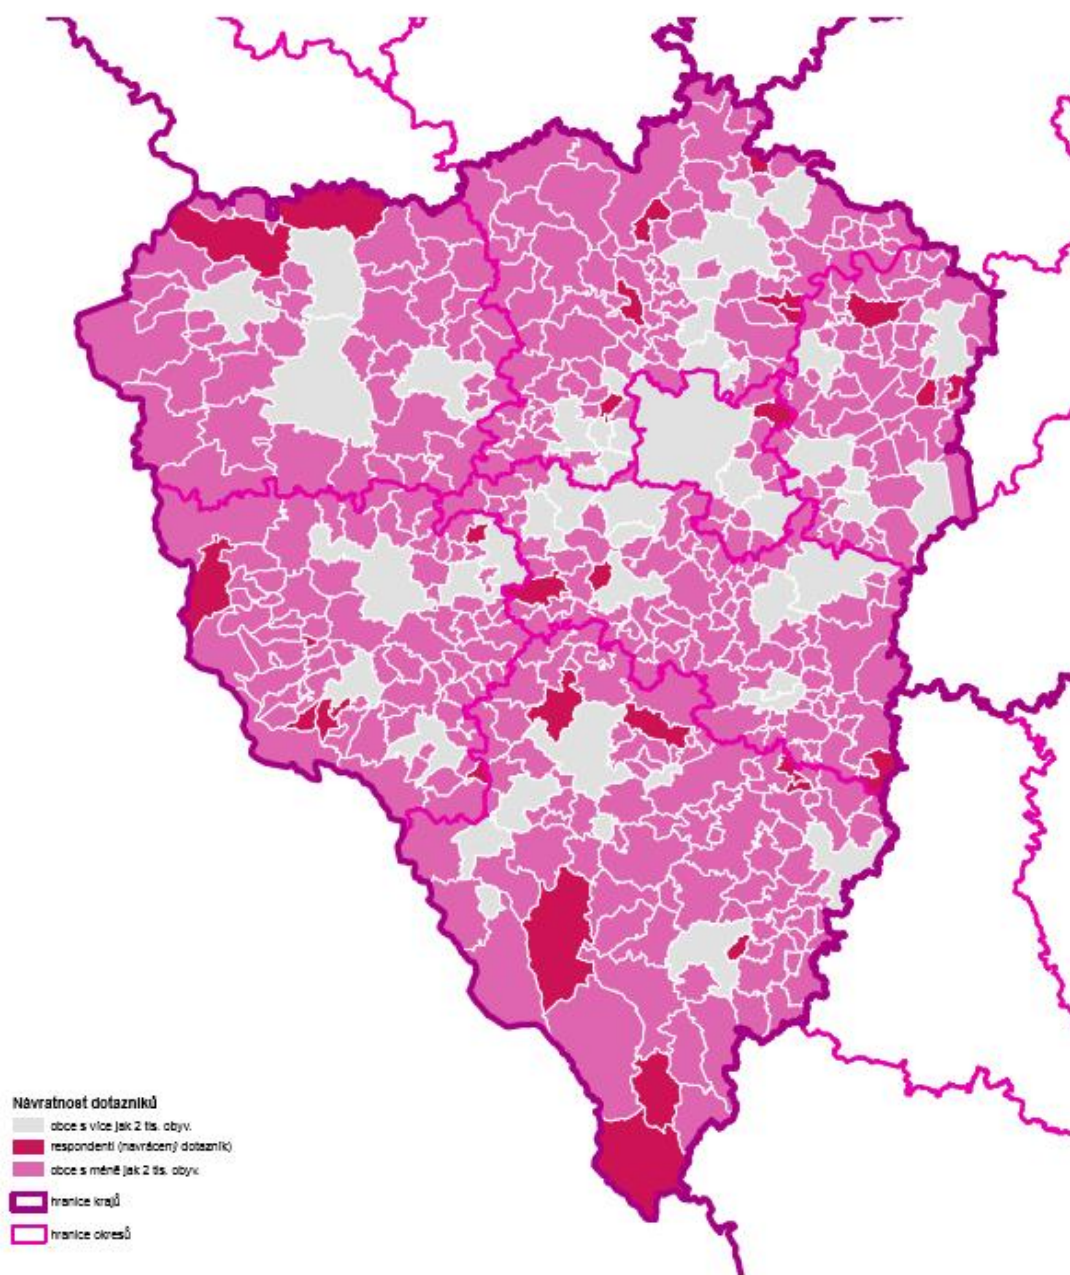 Návratnost dotazníků
obce s více jak 2 tis. obyv.
respondenti (navrácený dotazník)
obce s méně jak 2 tis. obyv.
hranice krajů
hranice okresů